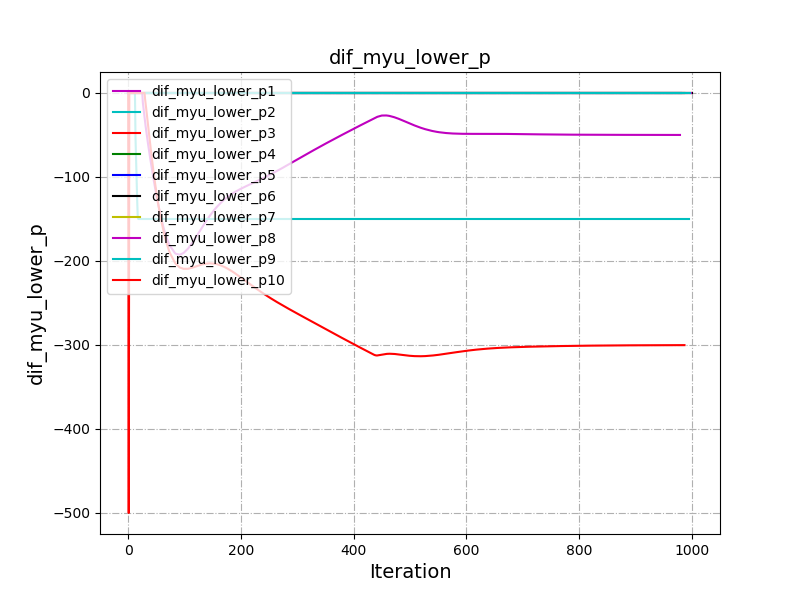 dif_myu_lower_p
dif_myu_lower_p
0
−100
−200
−300
−400
−500
dif_myu_lower_p1
dif_myu_lower_p2
dif_myu_lower_p3
dif_myu_lower_p4
dif_myu_lower_p5
dif_myu_lower_p6
dif_myu_lower_p7
dif_myu_lower_p8
dif_myu_lower_p9
dif_myu_lower_p10
0 200 400 600 800 1000
Iteration